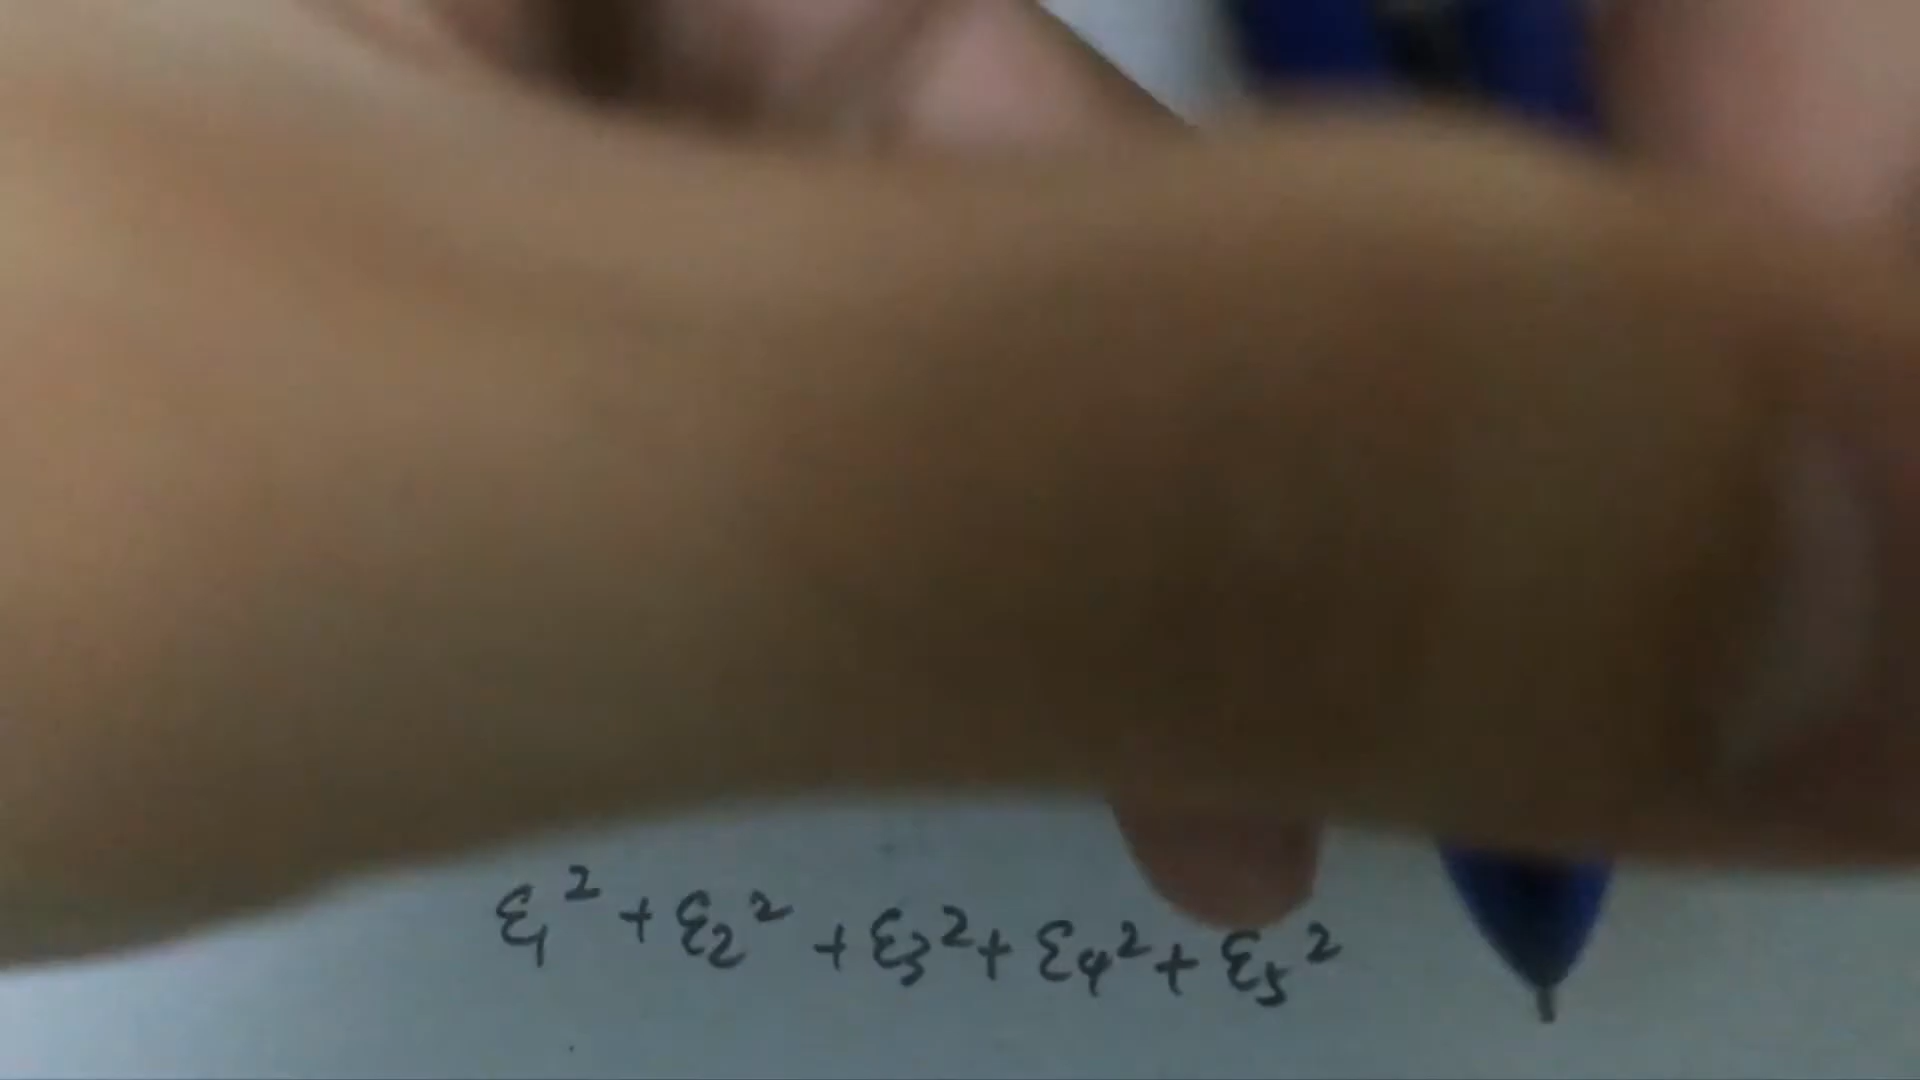 ε₁² + ε₂² + ε₃² + ε₄² + ε₅²